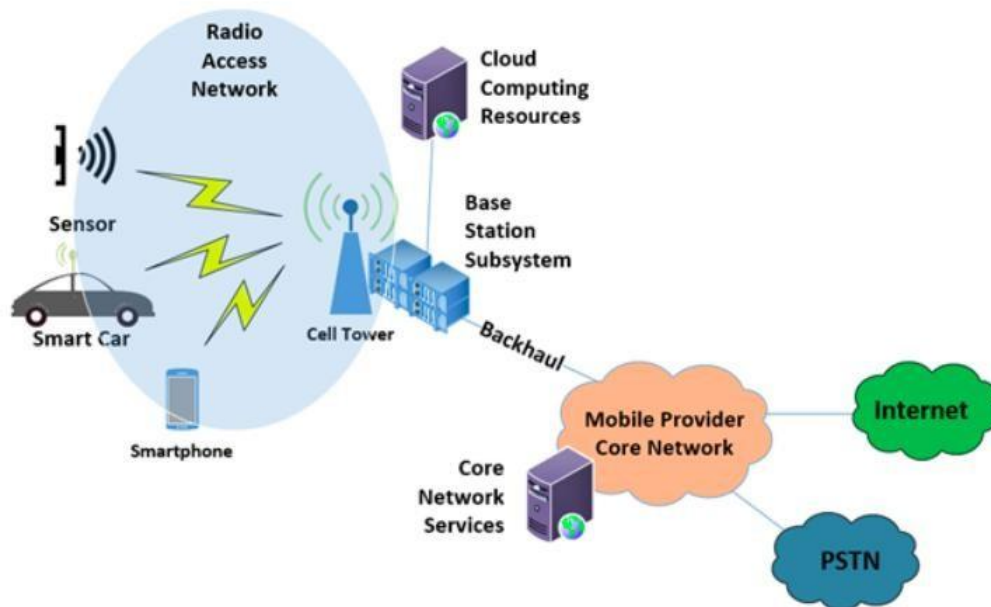 Radio
Access
Network
Cloud
Computing
Resources
Sensor
Base
Station
Subsystem
Smart Car
Cell Tower
Backhaul
Smartphone
Mobile Provider
Core Network
Internet
Core
Network
Services
PSTN